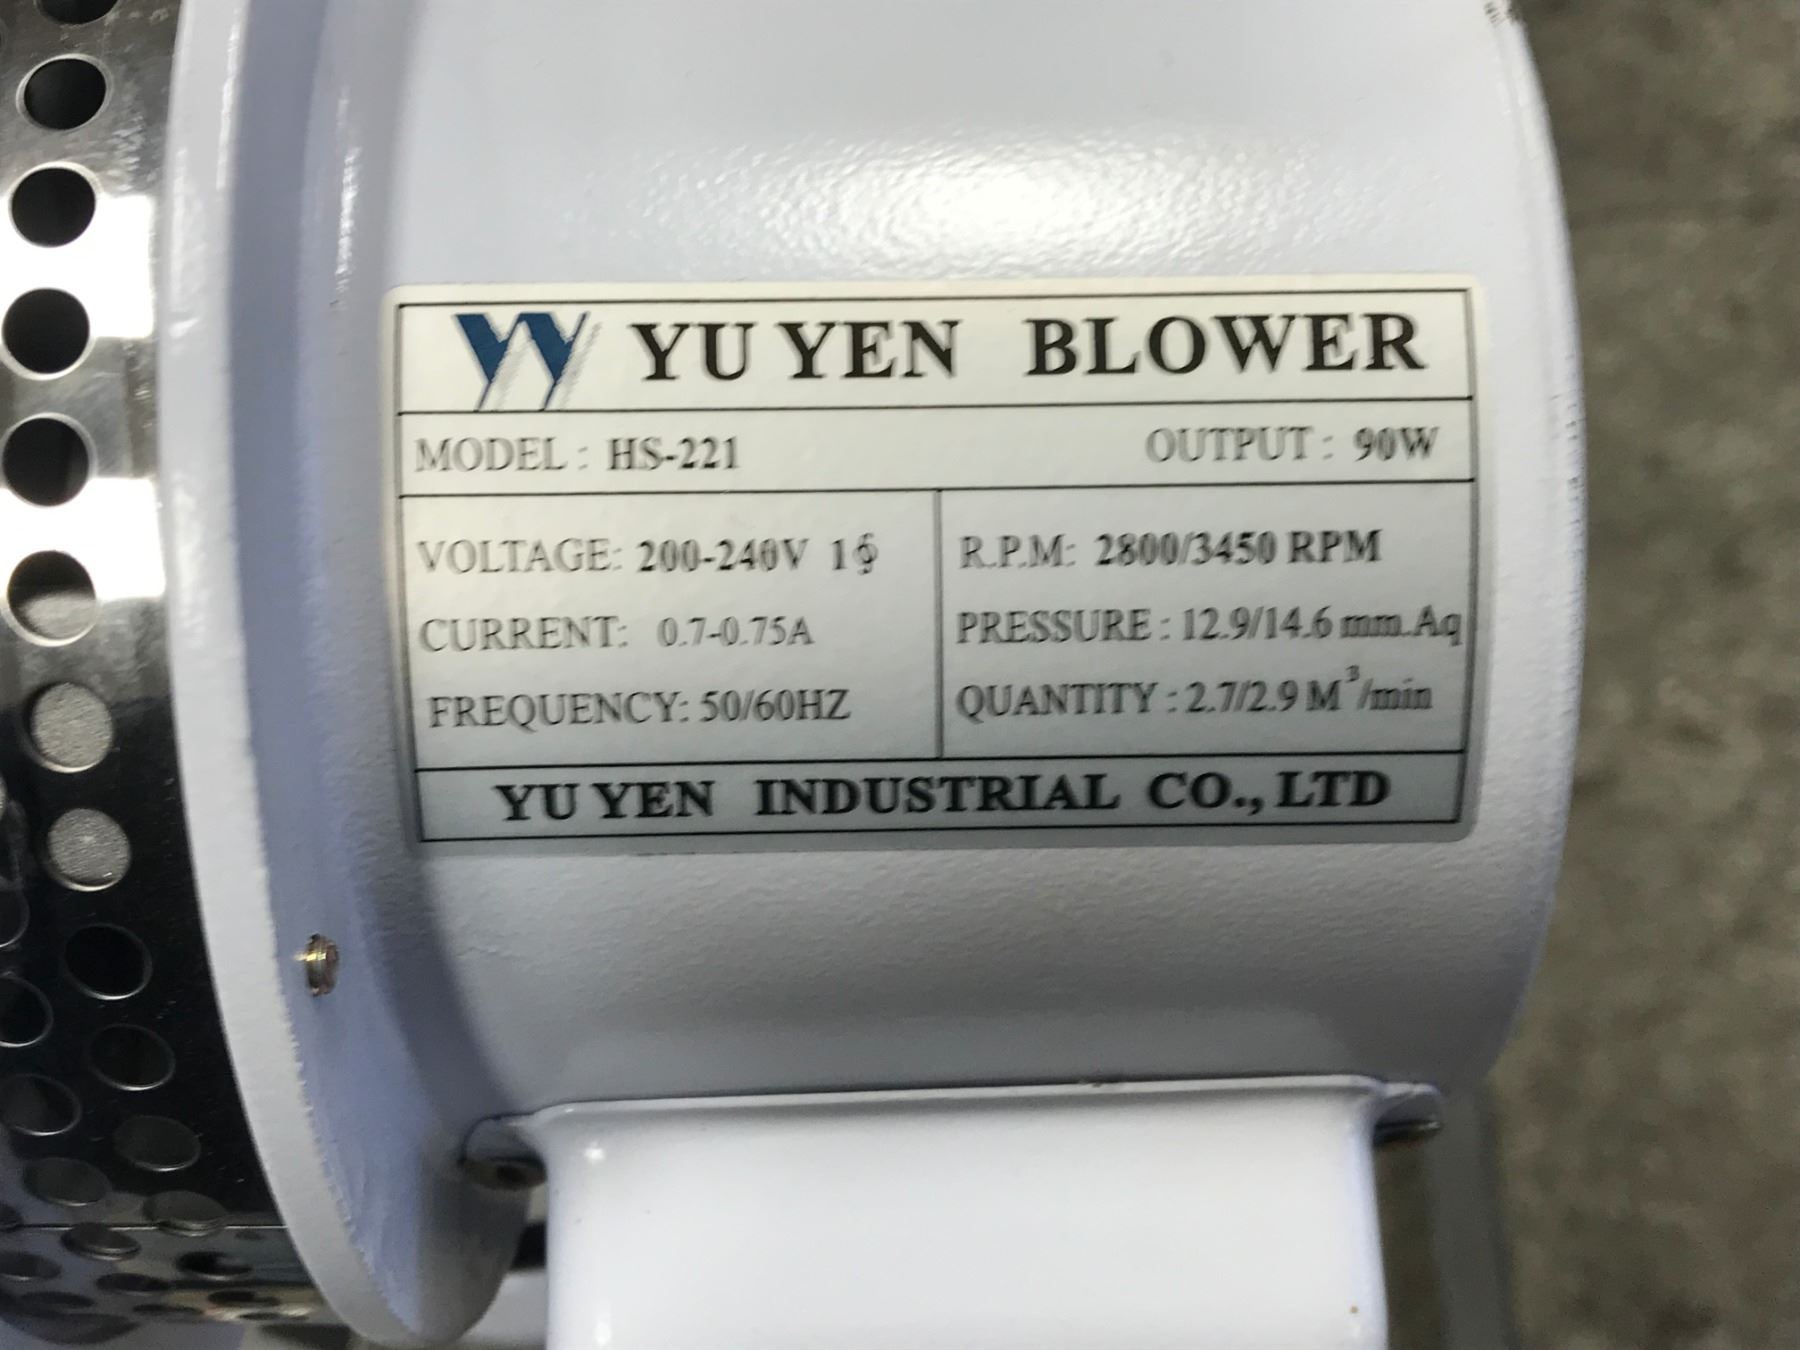 YU YEN BLOWER
MODEL: HS-221 OUTPUT: 90W
VOLTAGE: 200-240V 1ϕ
CURRENT: 0.7-0.75A
FREQUENCY: 50/60HZ
R.P.M: 2800/3450 RPM
PRESSURE: 12.9/14.6 mm.Aq
QUANTITY: 2.7/2.9 M³/min
YU YEN INDUSTRIAL CO., LTD